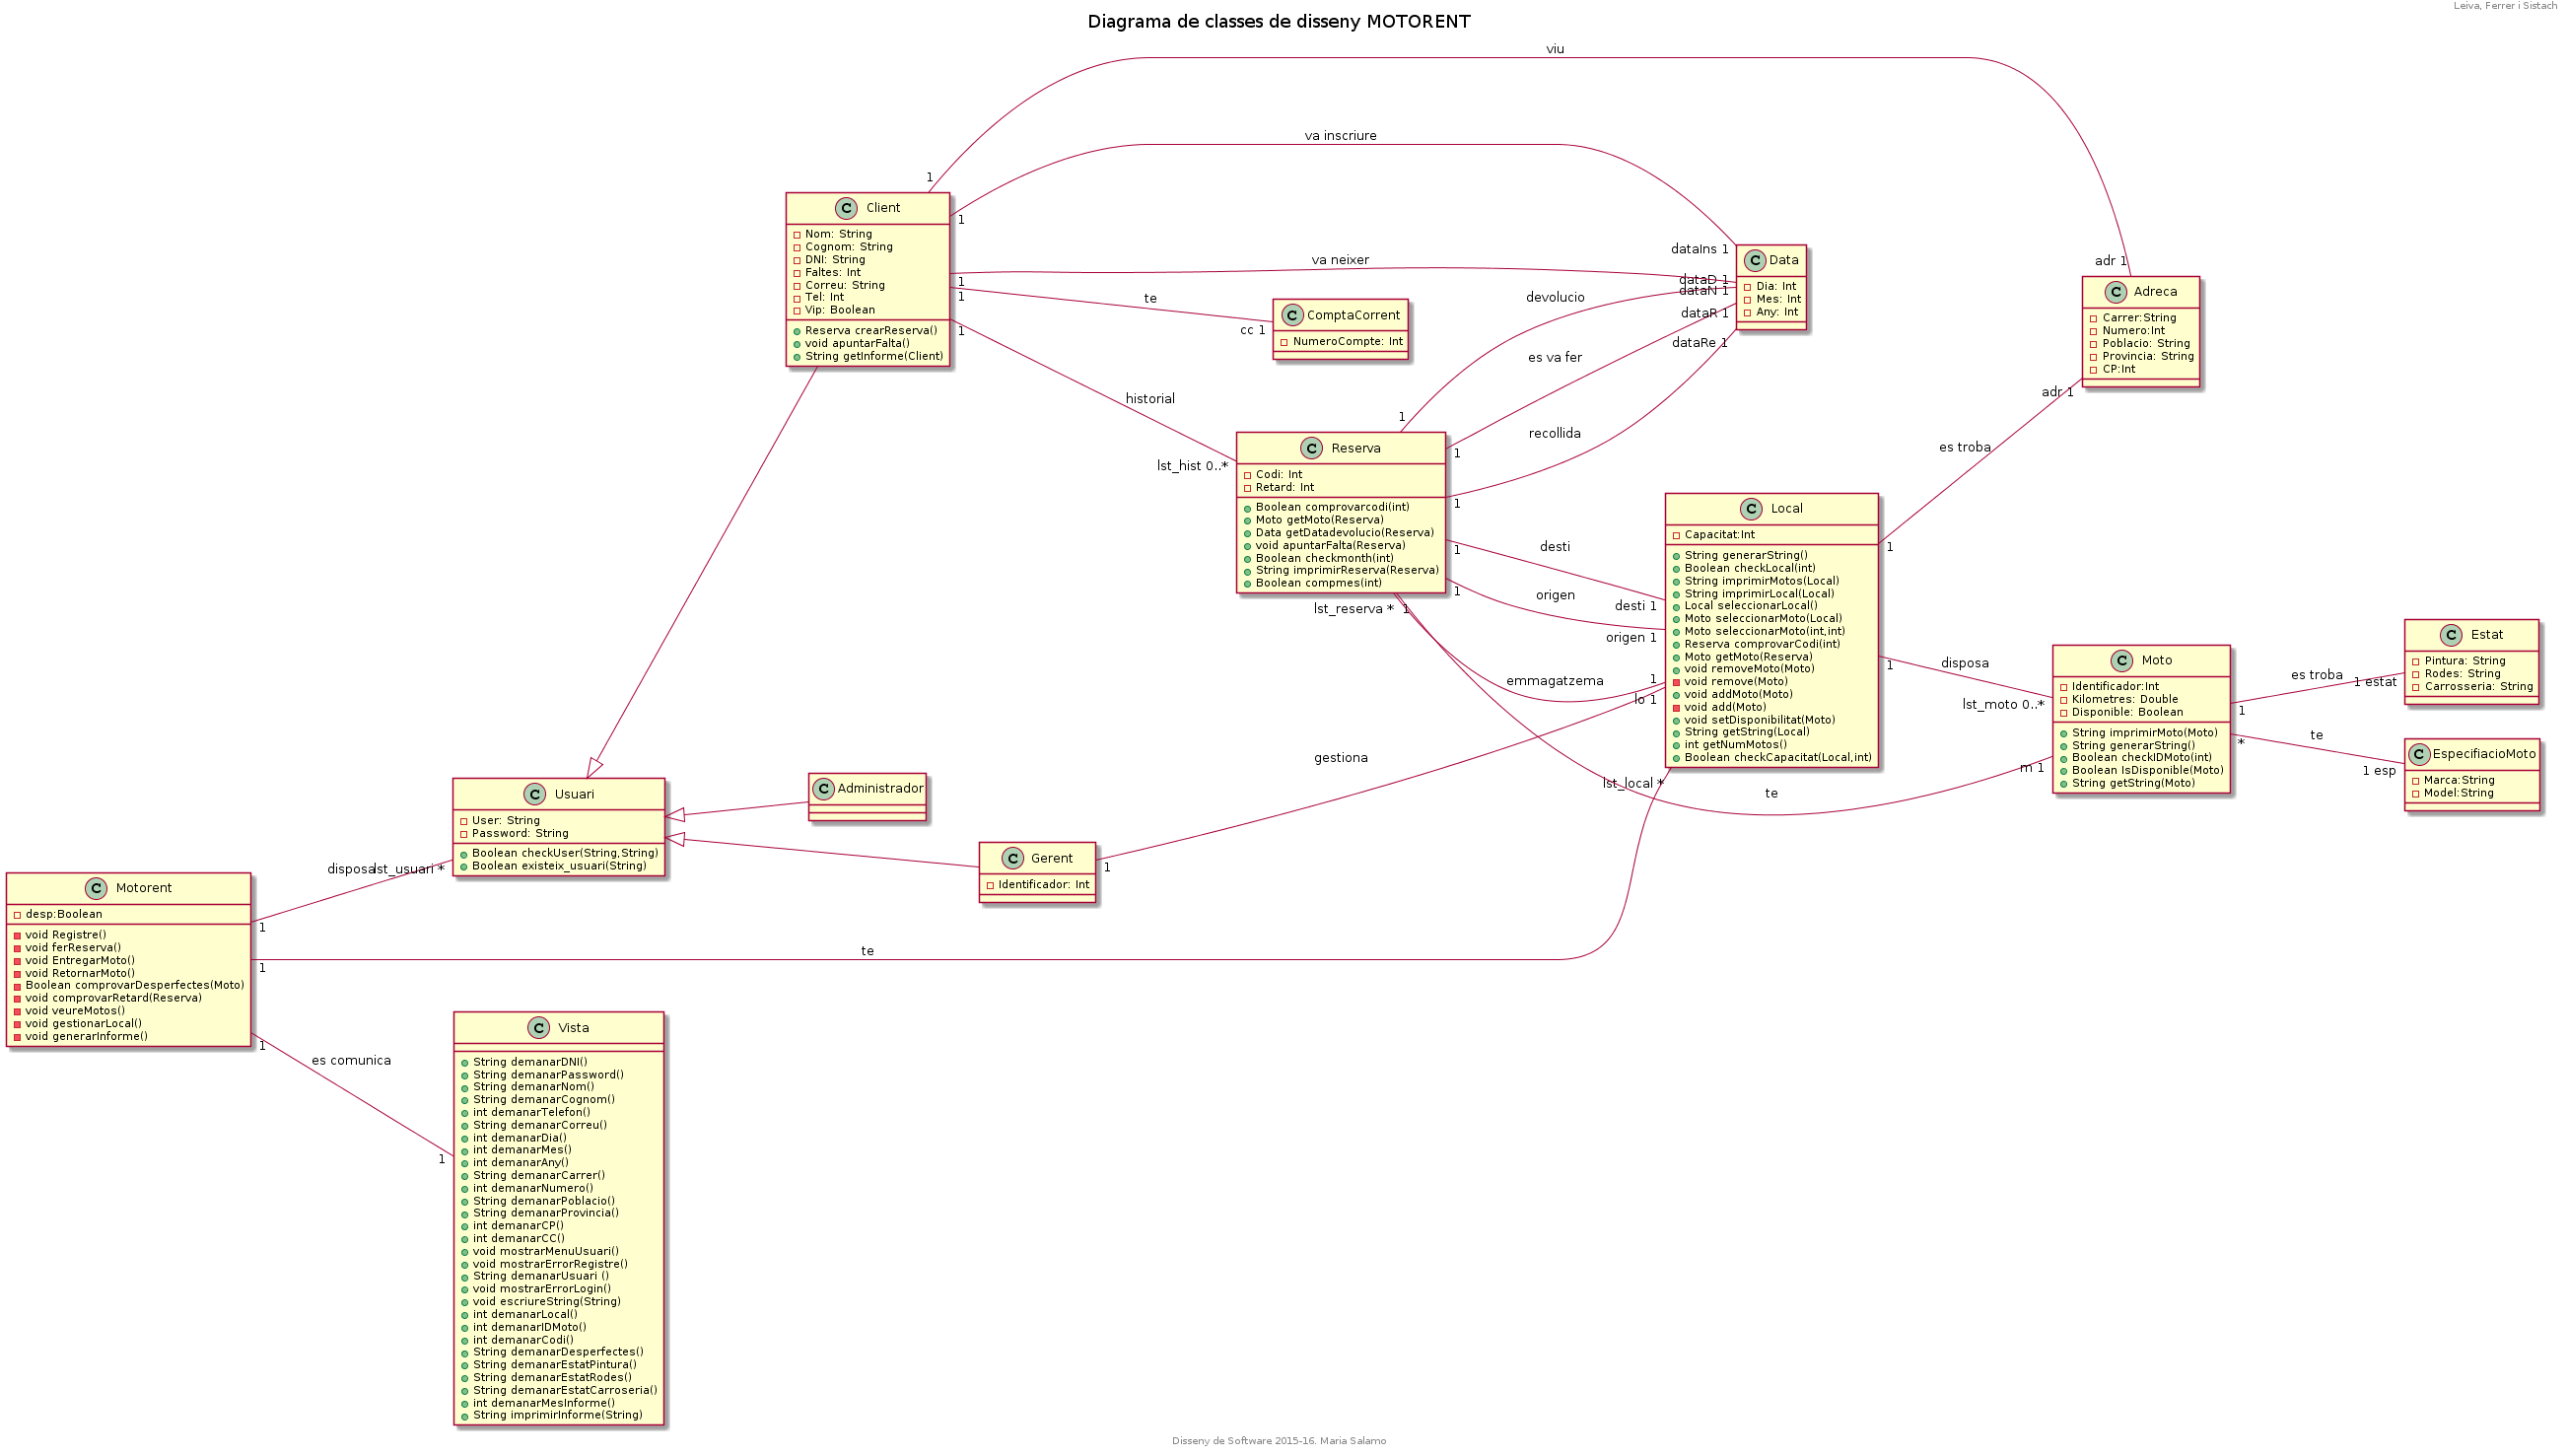 Leiva, Ferrer i Sistach
Diagrama de classes de disseny MOTORENT
viu
va inscriure
1
1
C Client
Nom: String
Cognom: String
DNI: String
Faltes: Int
Correu: String
Tel: Int
Vip: Boolean
Reserva crearReserva()
void apuntarFalta()
String getInforme(Client)
va neixer
1
te
1
cc 1
historial
1
lst_hist 0..*
dataIns 1
dataD 1
dataN 1
dataR 1
dataRe 1
C Data
Dia: Int
Mes: Int
Any: Int
C ComptaCorrent
NumeroCompte: Int
adr 1
C Adreca
Carrer:String
Numero:Int
Poblacio: String
Provincia: String
CP:Int
adr 1
es troba
1
devolucio
1
es va fer
1
recollida
1
C Reserva
Codi: Int
Retard: Int
Boolean comprovarcodi(int)
Moto getMoto(Reserva)
Data getDatadevolucio(Reserva)
void apuntarFalta(Reserva)
Boolean checkmonth(int)
String imprimirReserva(Reserva)
Boolean compmes(int)
desti
1
desti 1
origen
1
origen 1
lst_reserva *
1
emmagatzema
1
lo 1
gestiona
1
lst_local *
te
m 1
C Local
Capacitat:Int
String generarString()
Boolean checkLocal(int)
String imprimirMotos(Local)
String imprimirLocal(Local)
Local seleccionarLocal()
Moto seleccionarMoto(Local)
Moto seleccionarMoto(int,int)
Reserva comprovarCodi(int)
Moto getMoto(Reserva)
void removeMoto(Moto)
void remove(Moto)
void addMoto(Moto)
void add(Moto)
void setDisponibilitat(Moto)
String getString(Local)
int getNumMotos()
Boolean checkCapacitat(Local,int)
disposa
1
lst_moto 0..*
C Moto
Identificador:Int
Kilometres: Double
Disponible: Boolean
String imprimirMoto(Moto)
String generarString()
Boolean checkIDMoto(int)
Boolean IsDisponible(Moto)
String getString(Moto)
es troba
1
1 estat
te
*
1 esp
C Estat
Pintura: String
Rodes: String
Carrosseria: String
C EspecifiacioMoto
Marca:String
Model:String
C Usuari
User: String
Password: String
Boolean checkUser(String,String)
Boolean existeix_usuari(String)
C Administrador
C Gerent
Identificador: Int
disposa
lst_usuari *
1
te
1
es comunica
1
1
C Motorent
desp:Boolean
void Registre()
void ferReserva()
void EntregarMoto()
void RetornarMoto()
Boolean comprovarDesperfectes(Moto)
void comprovarRetard(Reserva)
void veureMotos()
void gestionarLocal()
void generarInforme()
C Vista
String demanarDNI()
String demanarPassword()
String demanarNom()
String demanarCognom()
int demanarTelefon()
String demanarCorreu()
int demanarDia()
int demanarMes()
int demanarAny()
String demanarCarrer()
int demanarNumero()
String demanarPoblacio()
String demanarProvincia()
int demanarCP()
int demanarCC()
void mostrarMenuUsuari()
void mostrarErrorRegistre()
String demanarUsuari ()
void mostrarErrorLogin()
void escriureString(String)
int demanarLocal()
int demanarIDMoto()
int demanarCodi()
String demanarDesperfectes()
String demanarEstatPintura()
String demanarEstatRodes()
String demanarEstatCarroseria()
int demanarMesInforme()
String imprimirInforme(String)
Disseny de Software 2015-16. Maria Salamo